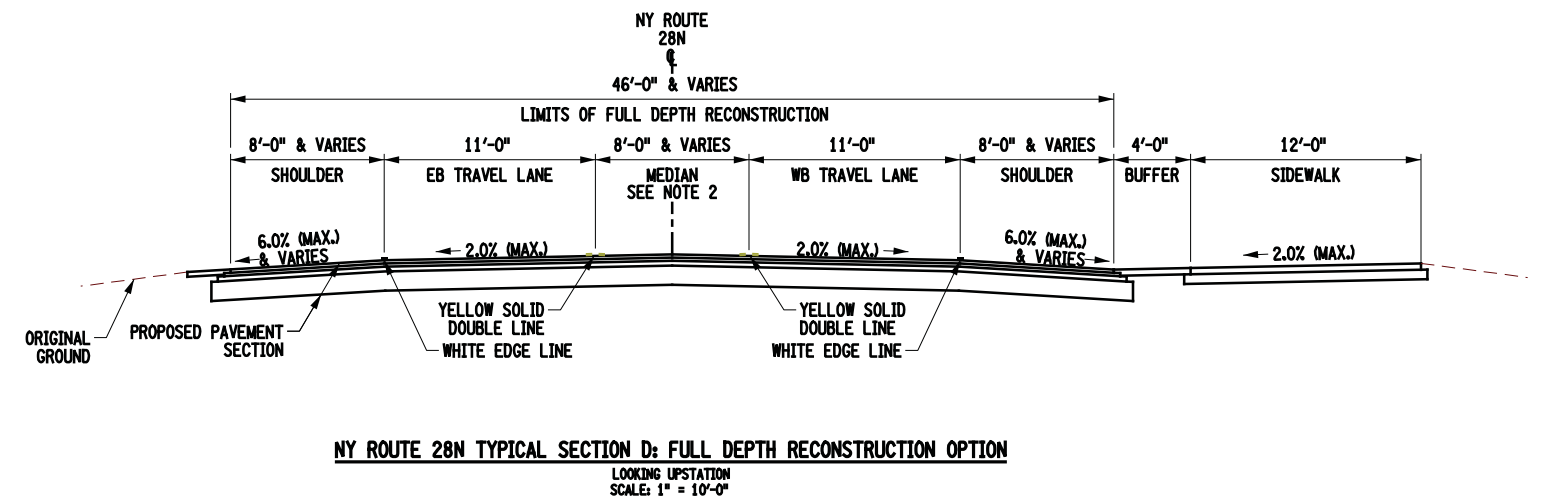 NY ROUTE
28N
℄
46'-0" & VARIES
LIMITS OF FULL DEPTH RECONSTRUCTION
8'-0" & VARIES
11'-0"
8'-0" & VARIES
11'-0"
8'-0" & VARIES
4'-0"
12'-0"
SHOULDER
EB TRAVEL LANE
MEDIAN
SEE NOTE 2
WB TRAVEL LANE
SHOULDER
BUFFER
SIDEWALK
6.0% (MAX.)
& VARIES
2.0% (MAX.)
2.0% (MAX.)
6.0% (MAX.)
& VARIES
2.0% (MAX.)
ORIGINAL
GROUND
PROPOSED PAVEMENT
SECTION
YELLOW SOLID
DOUBLE LINE
WHITE EDGE LINE
YELLOW SOLID
DOUBLE LINE
WHITE EDGE LINE
NY ROUTE 28N TYPICAL SECTION D: FULL DEPTH RECONSTRUCTION OPTION
LOOKING UPSTATION
SCALE: 1" = 10'-0"